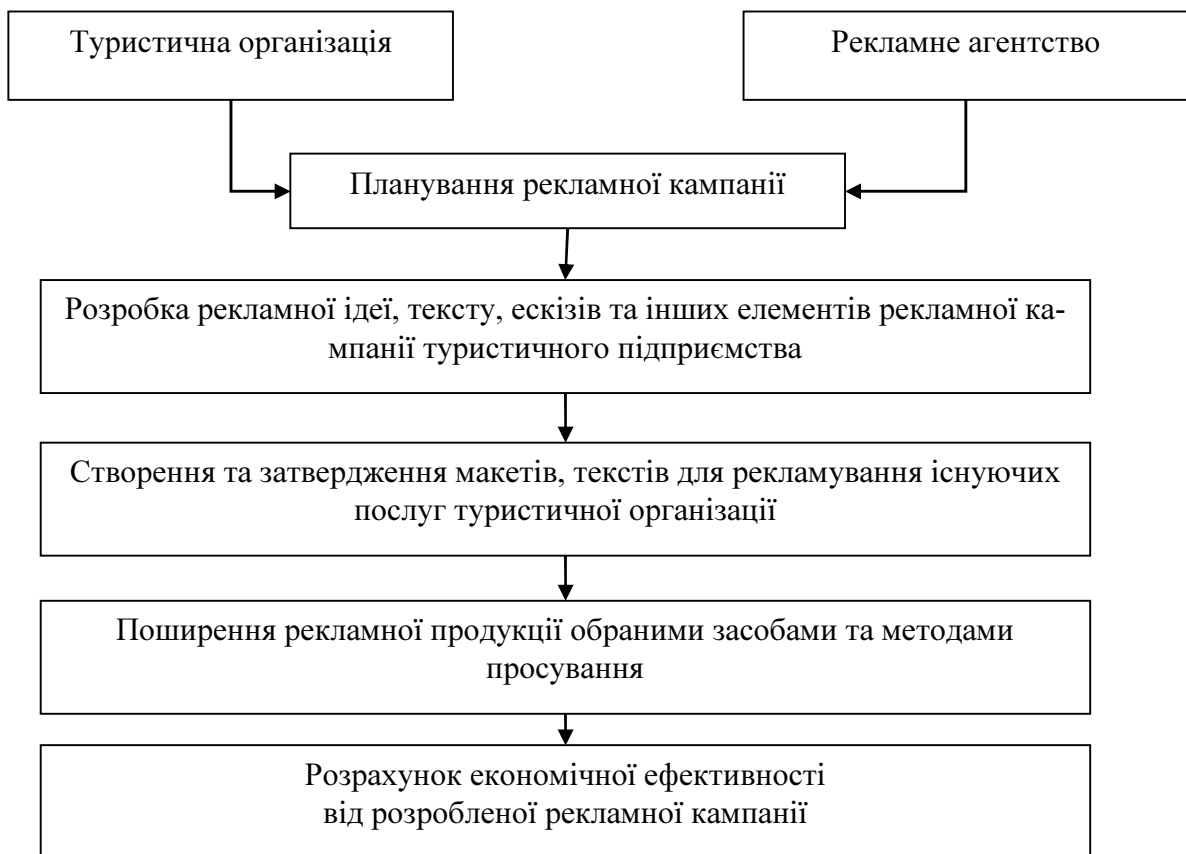 Туристична організація
Рекламне агентство
Планування рекламної кампанії
Розробка рекламної ідеї, тексту, ескізів та інших елементів рекламної ка-
мпанії туристичного підприємства
Створення та затвердження макетів, текстів для рекламування існуючих
послуг туристичної організації
Поширення рекламної продукції обраними засобами та методами
просування
Розрахунок економічної ефективності
від розробленої рекламної кампанії